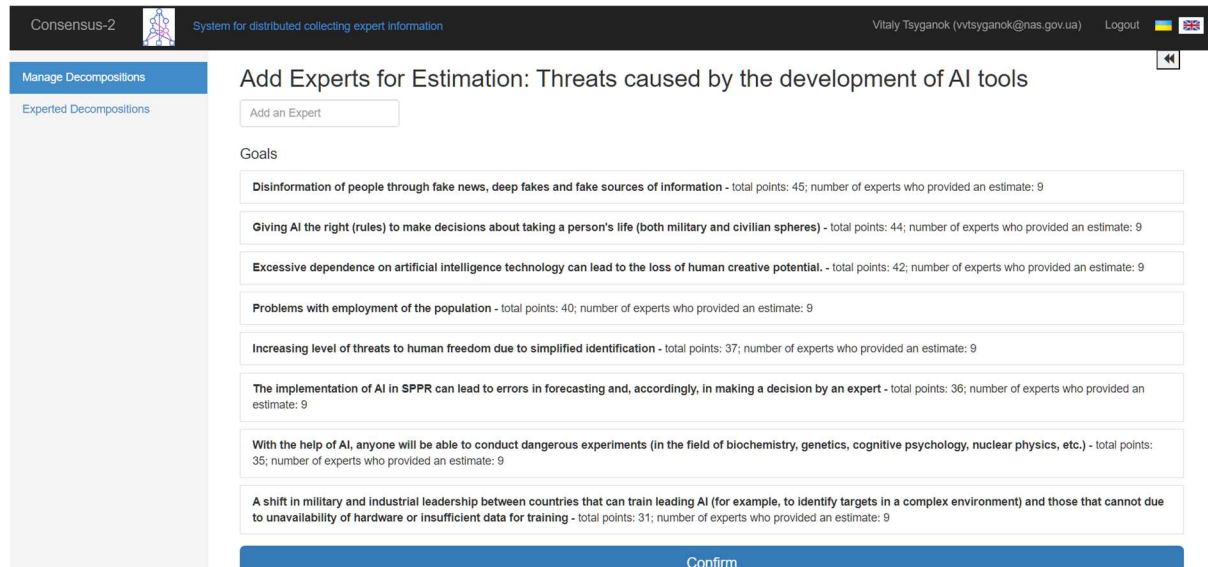 Consensus-2
System for distributed collecting expert information
Vitaly Tsyganok (vvtsyganok@nas.gov.ua)
Logout
Manage Decompositions
Experted Decompositions
Add Experts for Estimation: Threats caused by the development of AI tools
Add an Expert
Goals
Disinformation of people through fake news, deep fakes and fake sources of information - total points: 45; number of experts who provided an estimate: 9
Giving AI the right (rules) to make decisions about taking a person's life (both military and civilian spheres) - total points: 44; number of experts who provided an estimate: 9
Excessive dependence on artificial intelligence technology can lead to the loss of human creative potential. - total points: 42; number of experts who provided an estimate: 9
Problems with employment of the population - total points: 40; number of experts who provided an estimate: 9
Increasing level of threats to human freedom due to simplified identification - total points: 37; number of experts who provided an estimate: 9
The implementation of AI in SPPR can lead to errors in forecasting and, accordingly, in making a decision by an expert - total points: 36; number of experts who provided an
estimate: 9
With the help of AI, anyone will be able to conduct dangerous experiments (in the field of biochemistry, genetics, cognitive psychology, nuclear physics, etc.) - total points:
35; number of experts who provided an estimate: 9
A shift in military and industrial leadership between countries that can train leading AI (for example, to identify targets in a complex environment) and those that cannot due
to unavailability of hardware or insufficient data for training - total points: 31; number of experts who provided an estimate: 9
Confirm